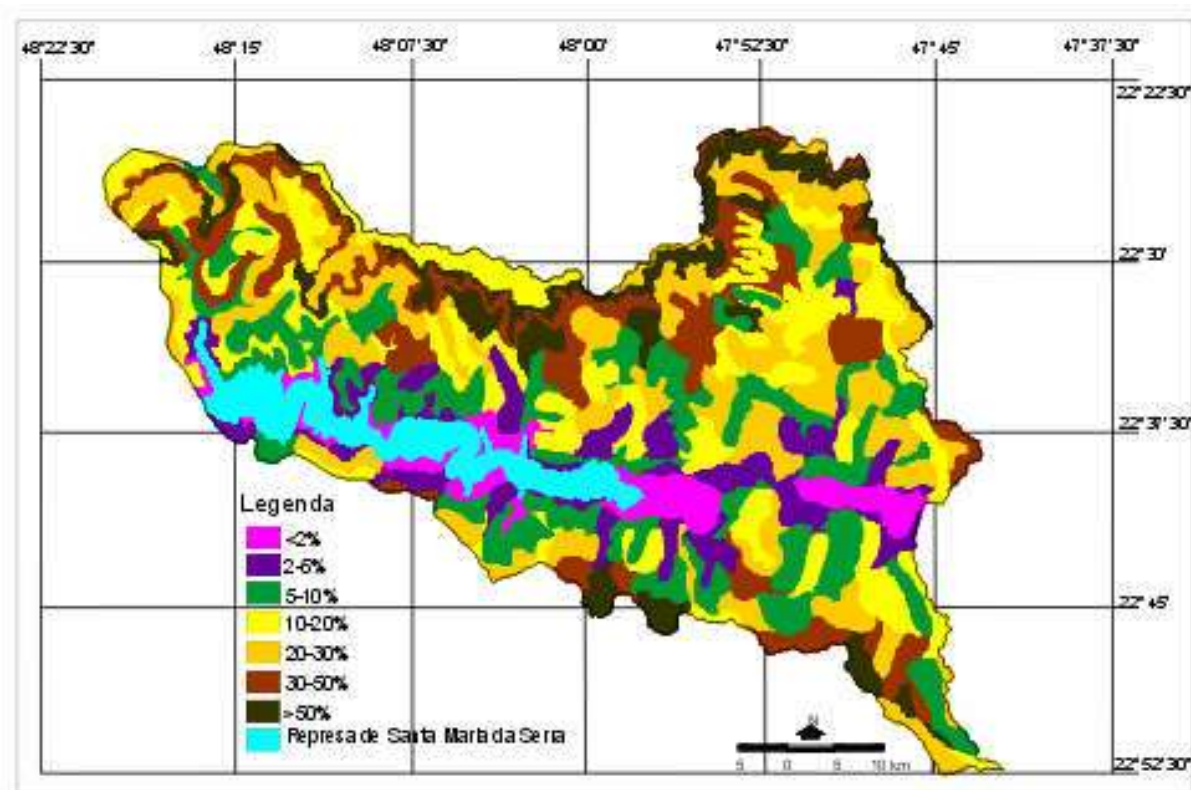 48°22'30" 48°15' 48°07'30" 48°00' 47°52'30" 47°45' 47°37'30"
22°22'30"
22°30'
22°37'30"
22°45'
22°52'30"
Legenda
<2%
2-5%
5-10%
10-20%
20-30%
30-50%
>50%
Represa de Santa Maria da Serra
N
5 0 5 10 km